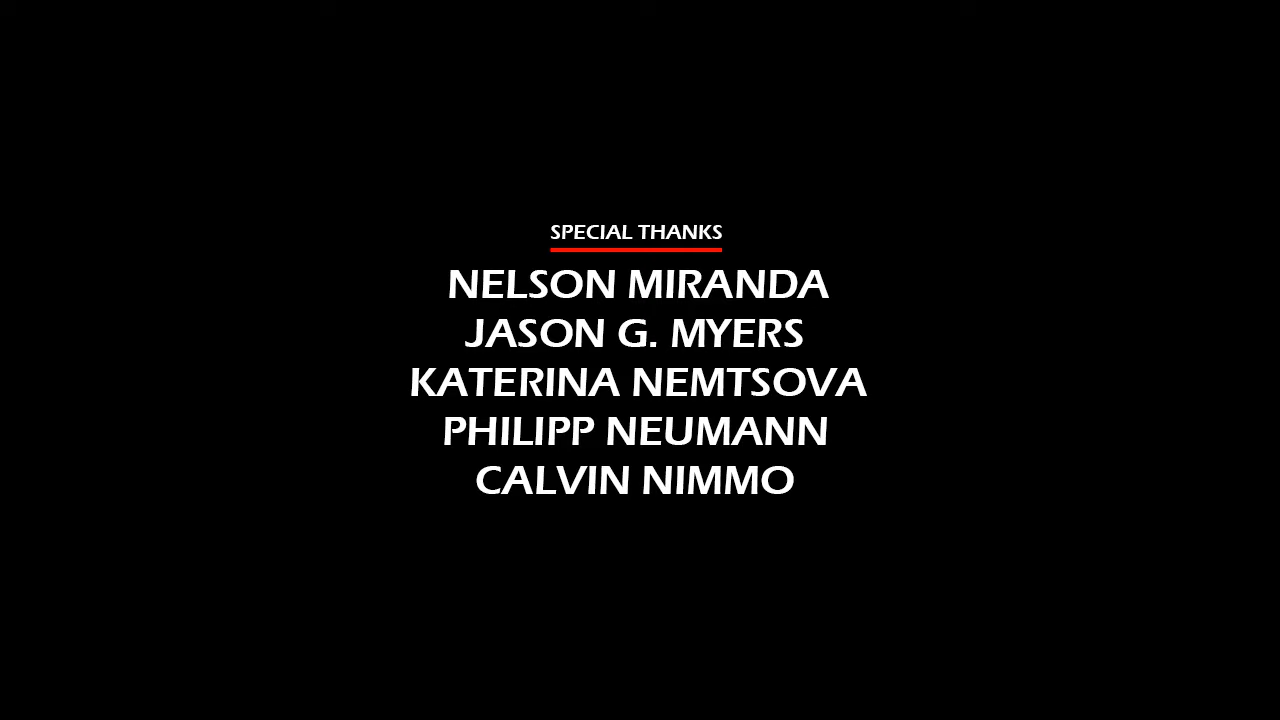 SPECIAL THANKS
NELSON MIRANDA
JASON G. MYERS
KATERINA NEMTSOVA
PHILIPP NEUMANN
CALVIN NIMMO